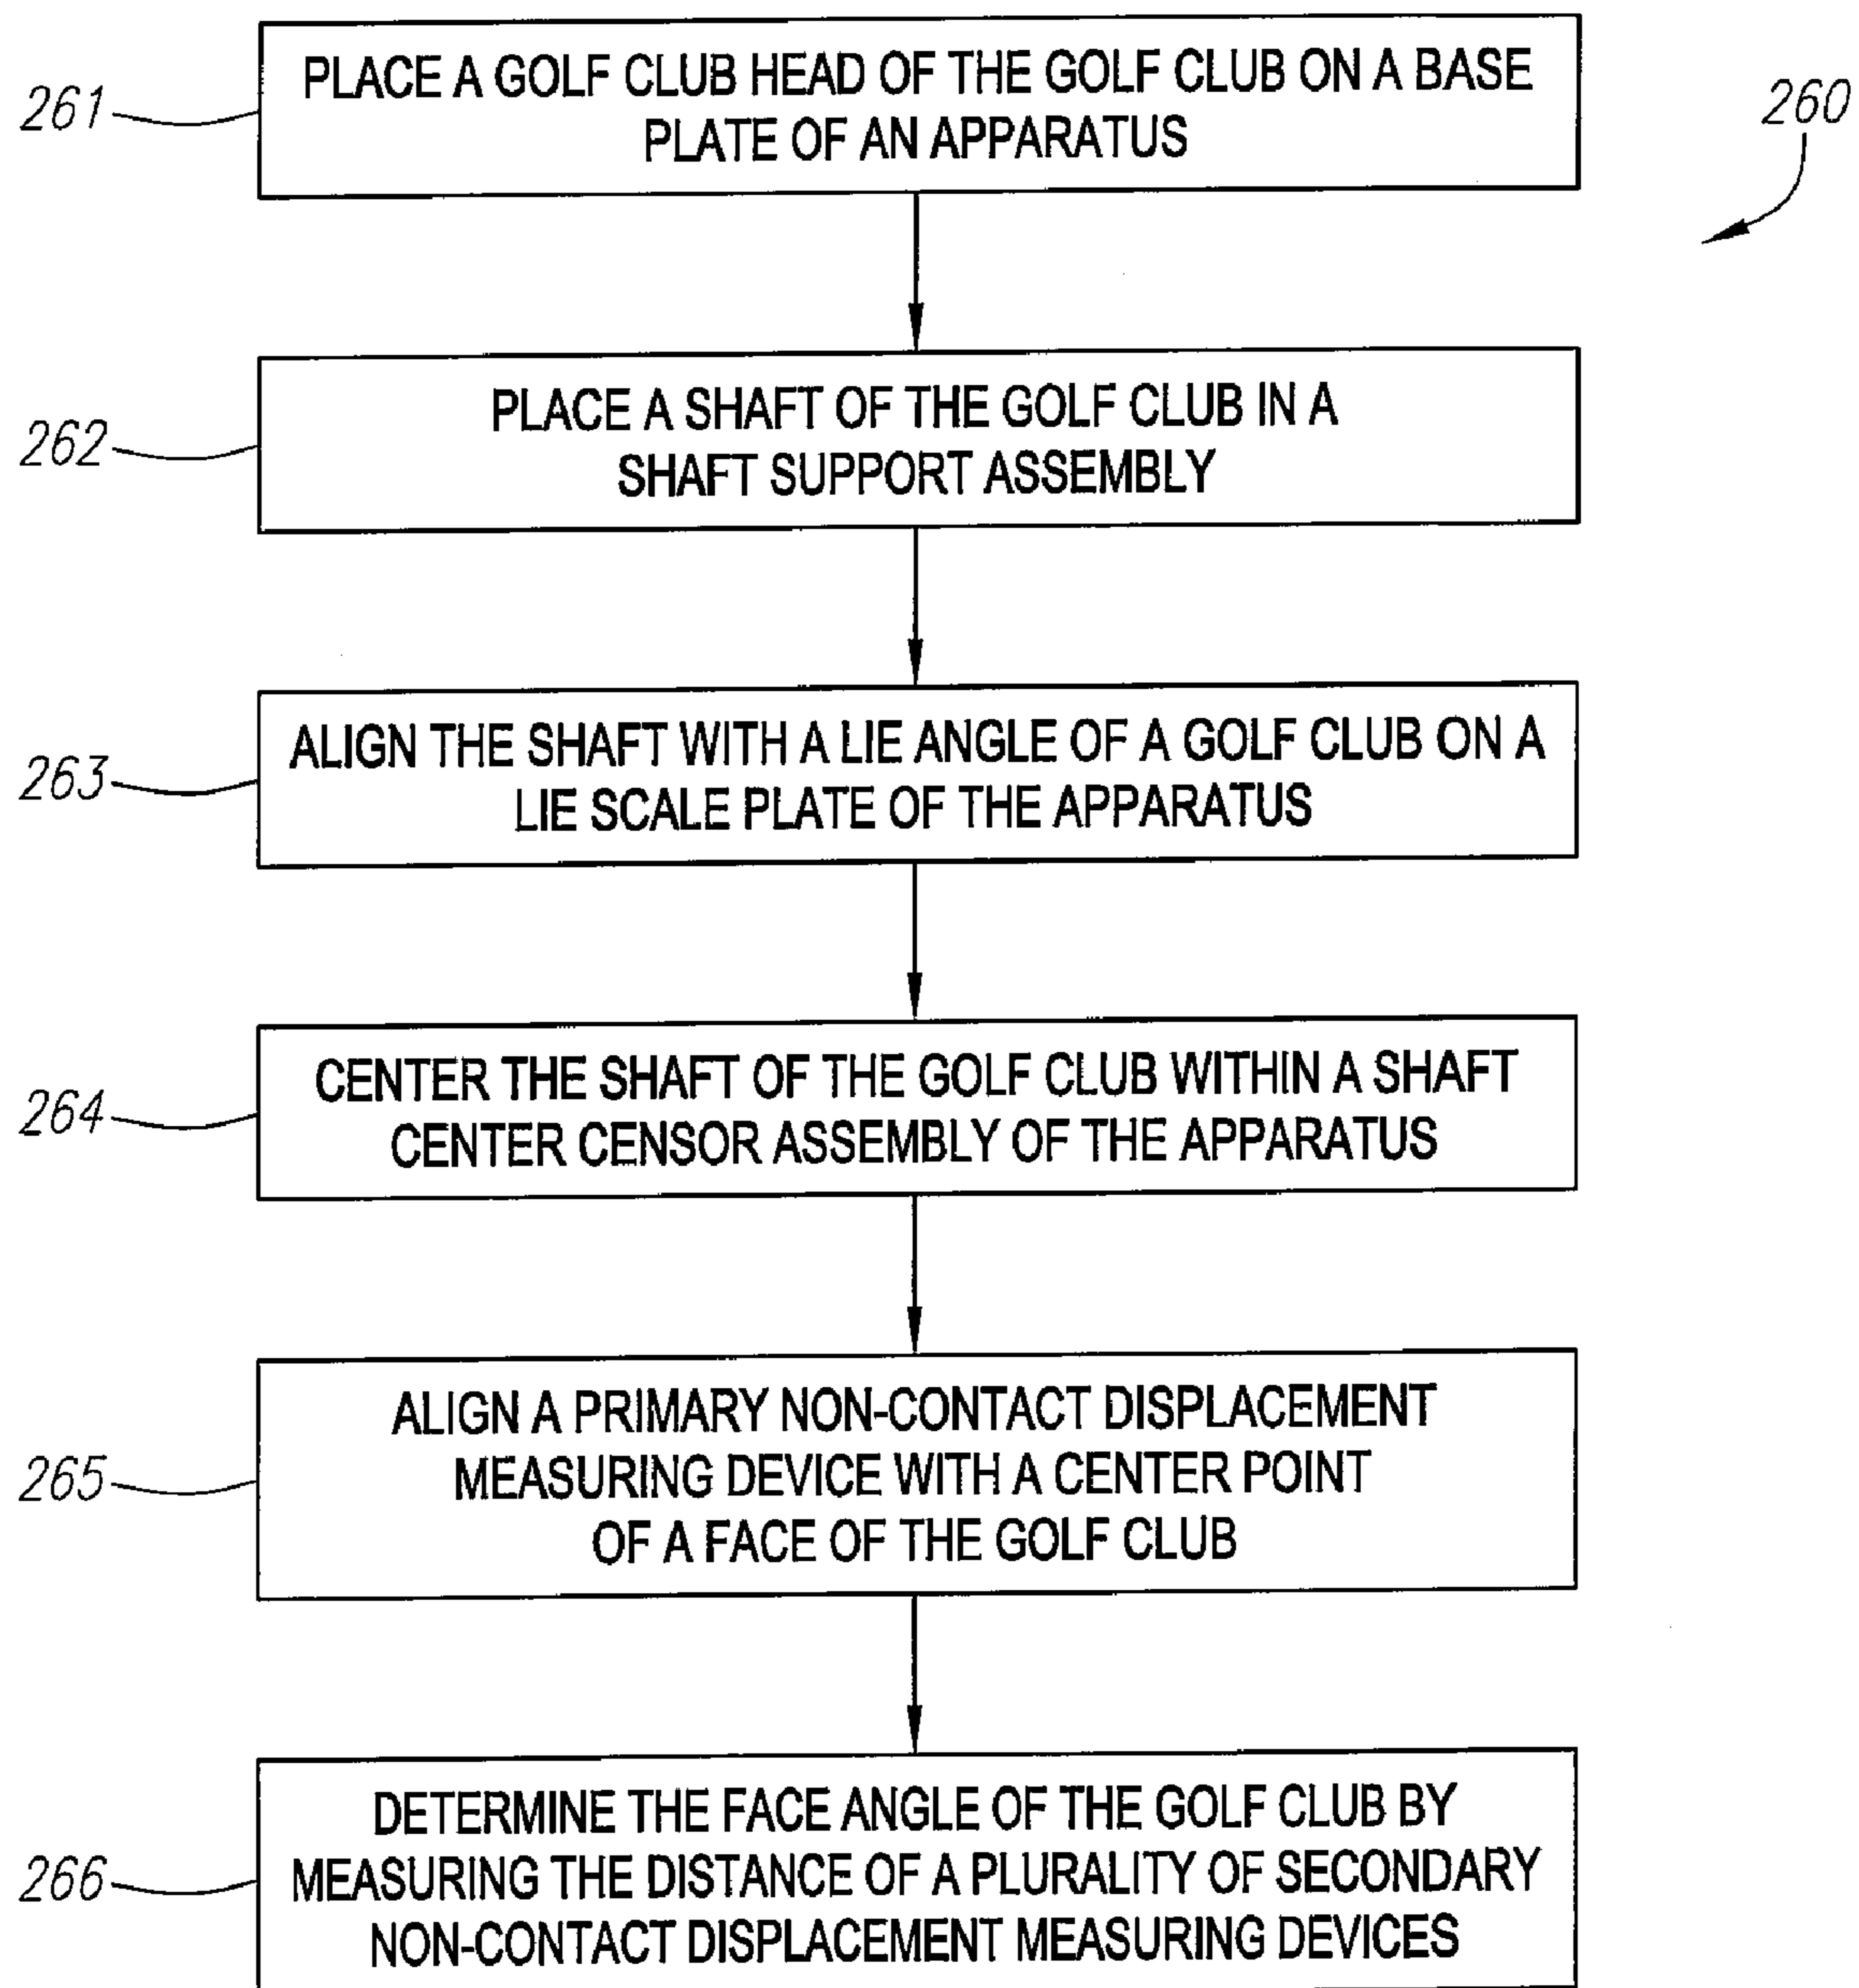 261
PLACE A GOLF CLUB HEAD OF THE GOLF CLUB ON A BASE
PLATE OF AN APPARATUS
260
262
PLACE A SHAFT OF THE GOLF CLUB IN A
SHAFT SUPPORT ASSEMBLY
263
ALIGN THE SHAFT WITH A LIE ANGLE OF A GOLF CLUB ON A
LIE SCALE PLATE OF THE APPARATUS
264
CENTER THE SHAFT OF THE GOLF CLUB WITHIN A SHAFT
CENTER CENSOR ASSEMBLY OF THE APPARATUS
265
ALIGN A PRIMARY NON-CONTACT DISPLACEMENT
MEASURING DEVICE WITH A CENTER POINT
OF A FACE OF THE GOLF CLUB
266
DETERMINE THE FACE ANGLE OF THE GOLF CLUB BY
MEASURING THE DISTANCE OF A PLURALITY OF SECONDARY
NON-CONTACT DISPLACEMENT MEASURING DEVICES